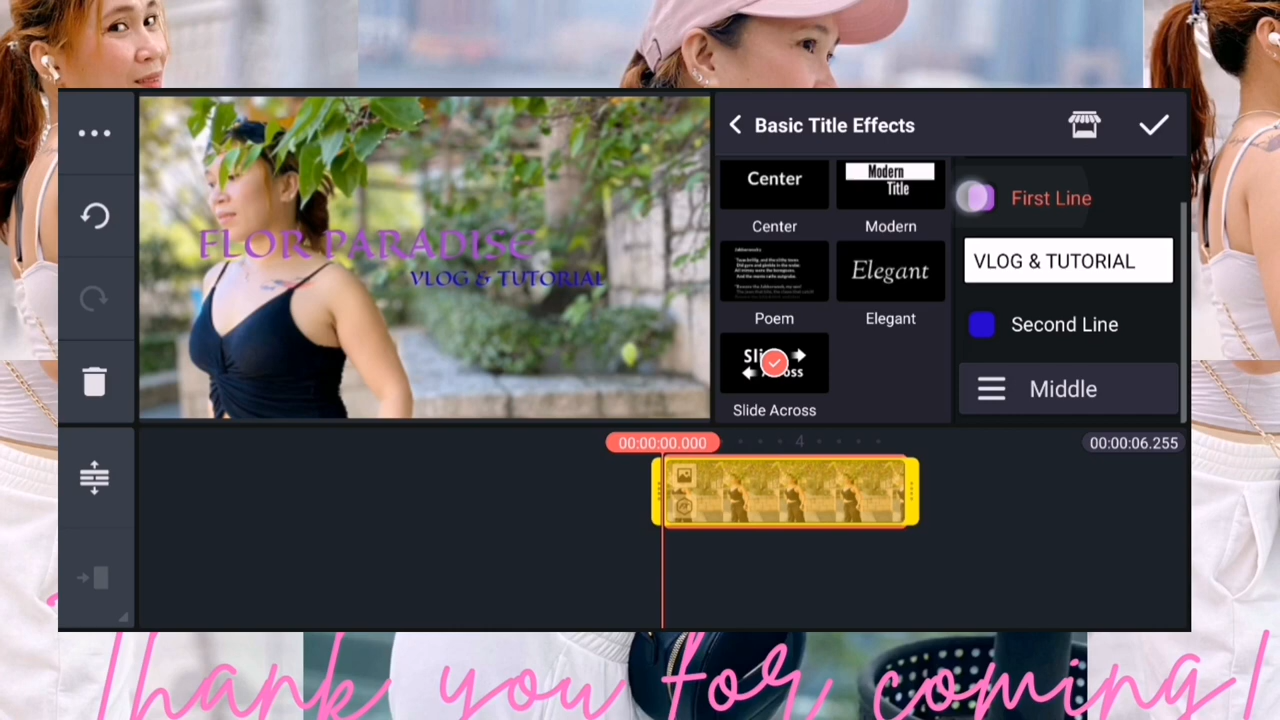 Basic Title Effects
FLOR PARADISE
VLOG & TUTORIAL
Center
Center
Modern
Title
Modern
Poem
Elegant
Elegant
Slide Across
First Line
VLOG & TUTORIAL
Second Line
Middle
00:00:00.000
4
00:00:06.255
Thank you for coming!